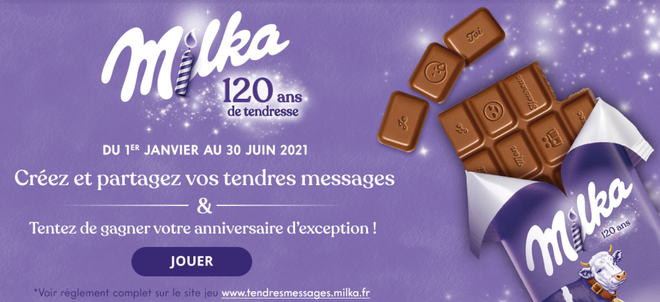 Milka
120 ans
de tendresse
DU 1ER JANVIER AU 30 JUIN 2021
Créez et partagez vos tendres messages
&
Tentez de gagner votre anniversaire d'exception !
JOUER
*Voir règlement complet sur le site jeu www.tendresmessages.milka.fr
Toi
Mon
Milka
120 ans